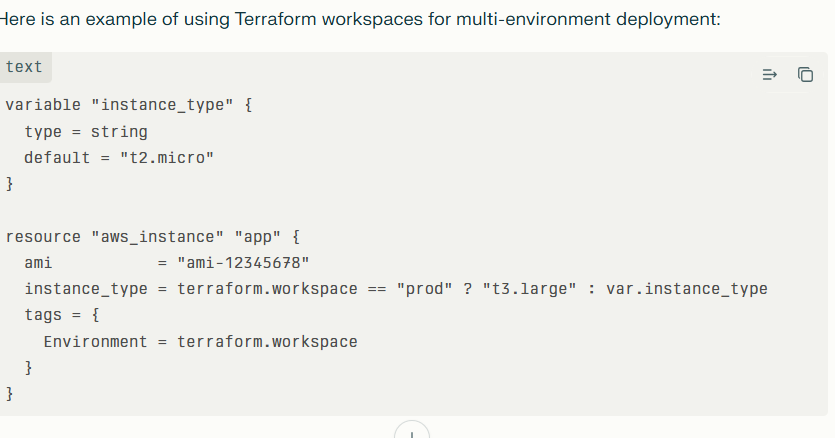 Here is an example of using Terraform workspaces for multi-environment deployment:
text
variable "instance_type" {
  type = string
  default = "t2.micro"
}
resource "aws_instance" "app" {
  ami           = "ami-12345678"
  instance_type = terraform.workspace == "prod" ? "t3.large" : var.instance_type
  tags = {
    Environment = terraform.workspace
  }
}